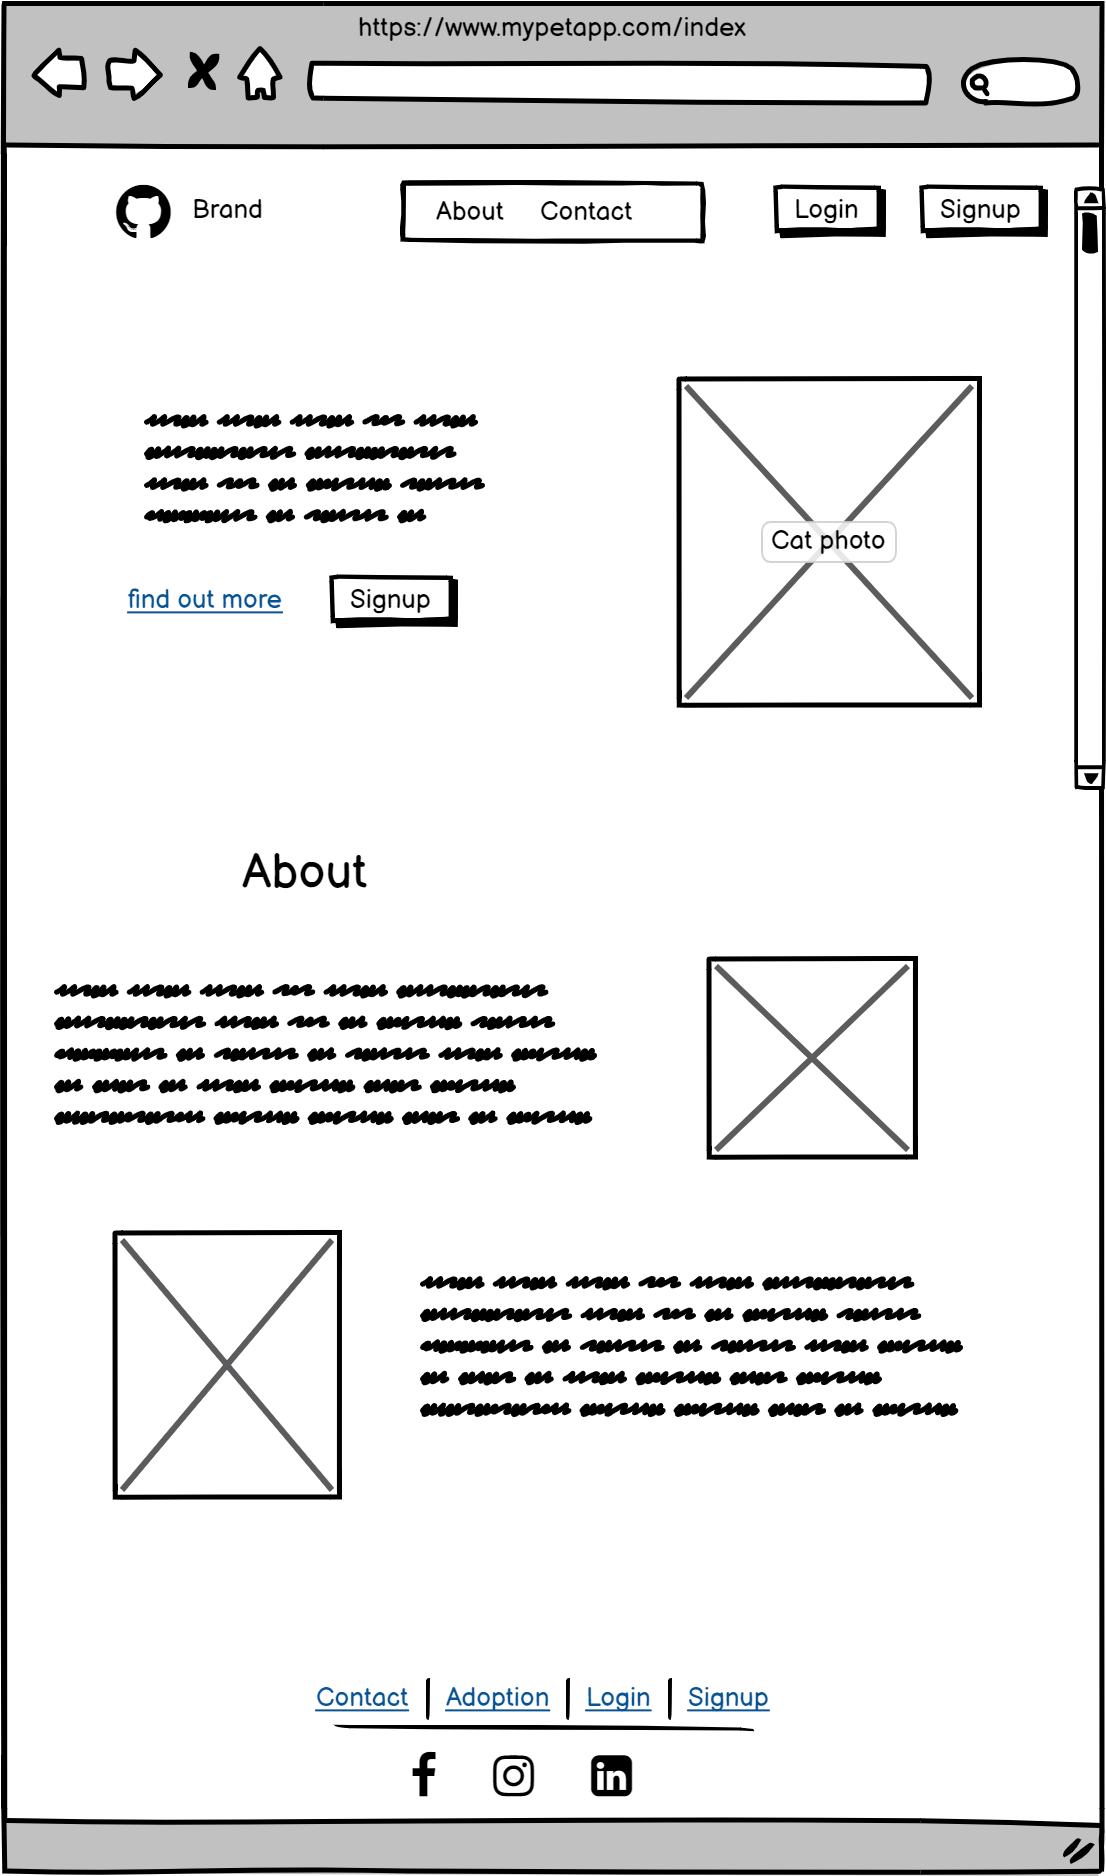 https://www.mypetapp.com/index
Brand
About Contact
Login
Signup
Cat photo
find out more
Signup
About
Contact Adoption Login Signup
in